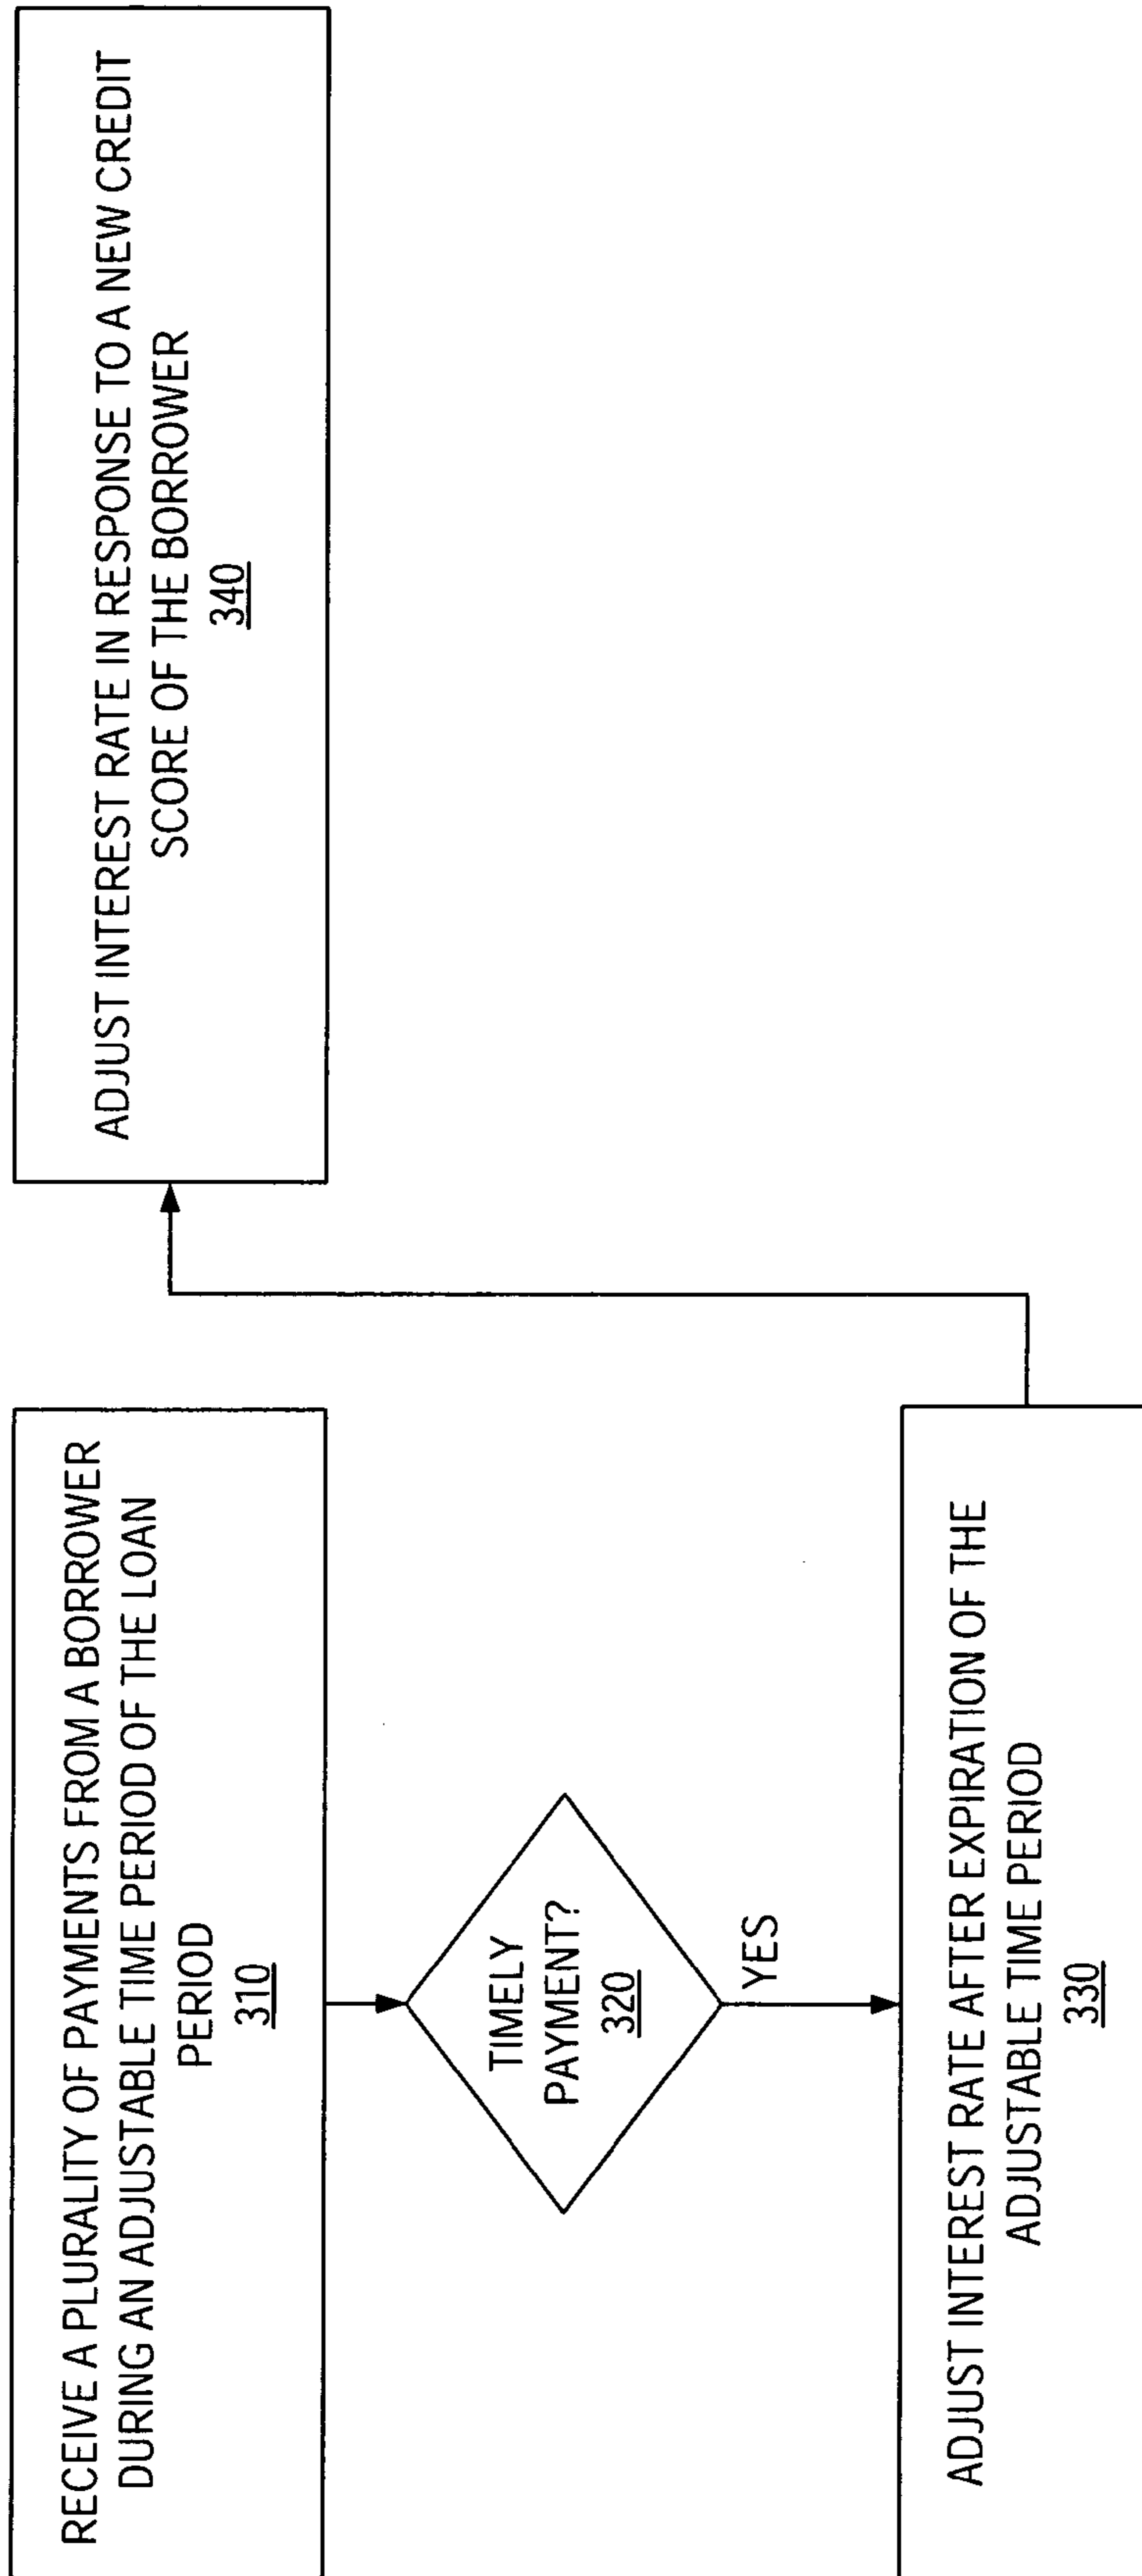 RECEIVE A PLURALITY OF PAYMENTS FROM A BORROWER
DURING AN ADJUSTABLE TIME PERIOD OF THE LOAN
PERIOD
310
TIMELY
PAYMENT?
320
YES
ADJUST INTEREST RATE AFTER EXPIRATION OF THE
ADJUSTABLE TIME PERIOD
330
ADJUST INTEREST RATE IN RESPONSE TO A NEW CREDIT
SCORE OF THE BORROWER
340